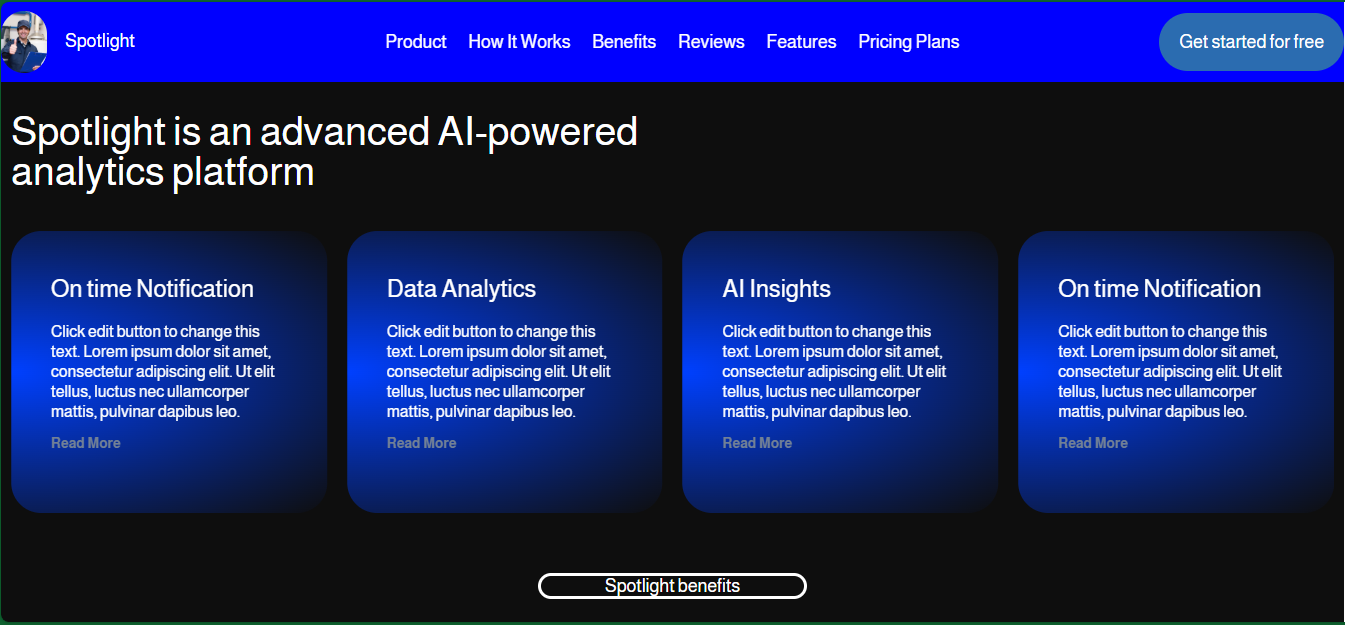 Spotlight
Product How It Works Benefits Reviews Features Pricing Plans
Get started for free
Spotlight is an advanced AI-powered
analytics platform
On time Notification
Click edit button to change this
text. Lorem ipsum dolor sit amet,
consectetur adipiscing elit. Ut elit
tellus, luctus nec ullamcorper
mattis, pulvinar dapibus leo.
Read More
Data Analytics
Click edit button to change this
text. Lorem ipsum dolor sit amet,
consectetur adipiscing elit. Ut elit
tellus, luctus nec ullamcorper
mattis, pulvinar dapibus leo.
Read More
AI Insights
Click edit button to change this
text. Lorem ipsum dolor sit amet,
consectetur adipiscing elit. Ut elit
tellus, luctus nec ullamcorper
mattis, pulvinar dapibus leo.
Read More
On time Notification
Click edit button to change this
text. Lorem ipsum dolor sit amet,
consectetur adipiscing elit. Ut elit
tellus, luctus nec ullamcorper
mattis, pulvinar dapibus leo.
Read More
Spotlight benefits